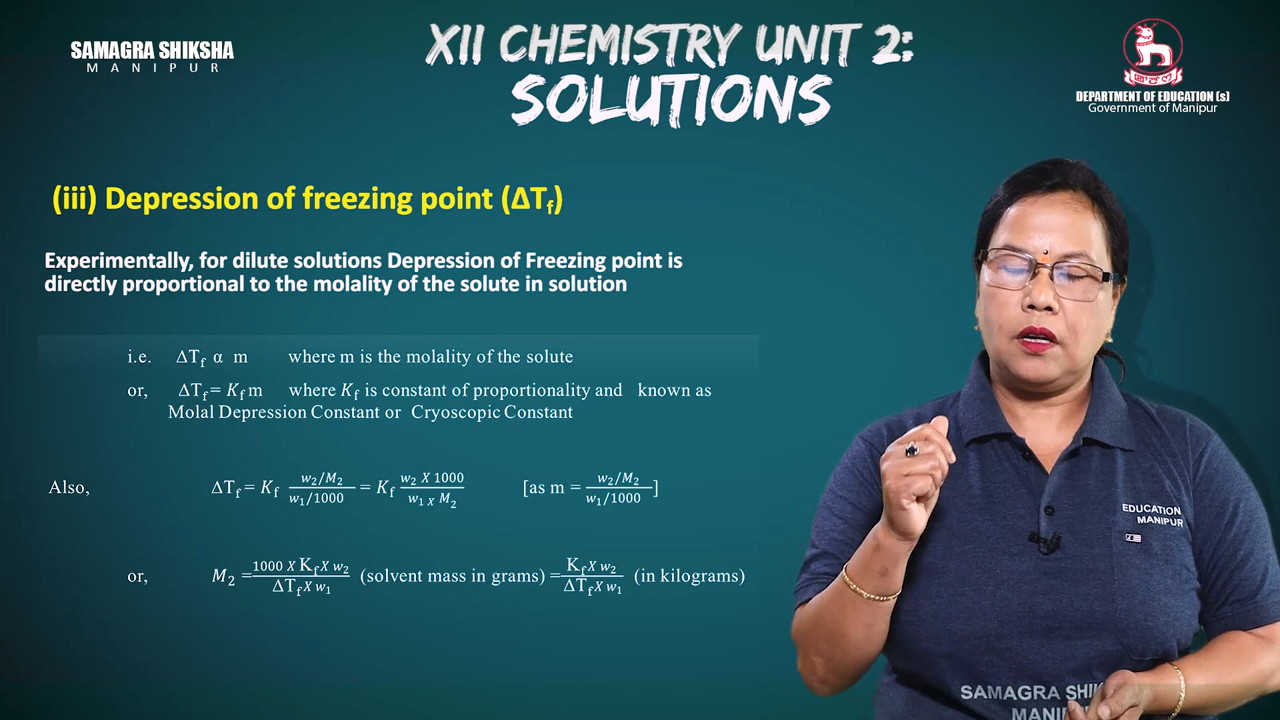 SAMAGRA SHIKSHA
MANIPUR
XII CHEMISTRY UNIT 2:
SOLUTIONS
DEPARTMENT OF EDUCATION (s)
Government of Manipur
(iii) Depression of freezing point (ΔTf)
Experimentally, for dilute solutions Depression of Freezing point is
directly proportional to the molality of the solute in solution
i.e. ΔTf α m where m is the molality of the solute
or, ΔTf = Kf m where Kf is constant of proportionality and known as
Molal Depression Constant or Cryoscopic Constant
Also, ΔTf = Kf (w2/M2)/(w1/1000) = Kf (w2 X 1000)/(w1 X M2) [as m = (w2/M2)/(w1/1000)]
or, M2 = (1000 X Kf X w2)/(ΔTf X w1) (solvent mass in grams) = (Kf X w2)/(ΔTf X w1) (in kilograms)
EDUCATION
MANIPUR
SAMAGRA SHIK
MANI